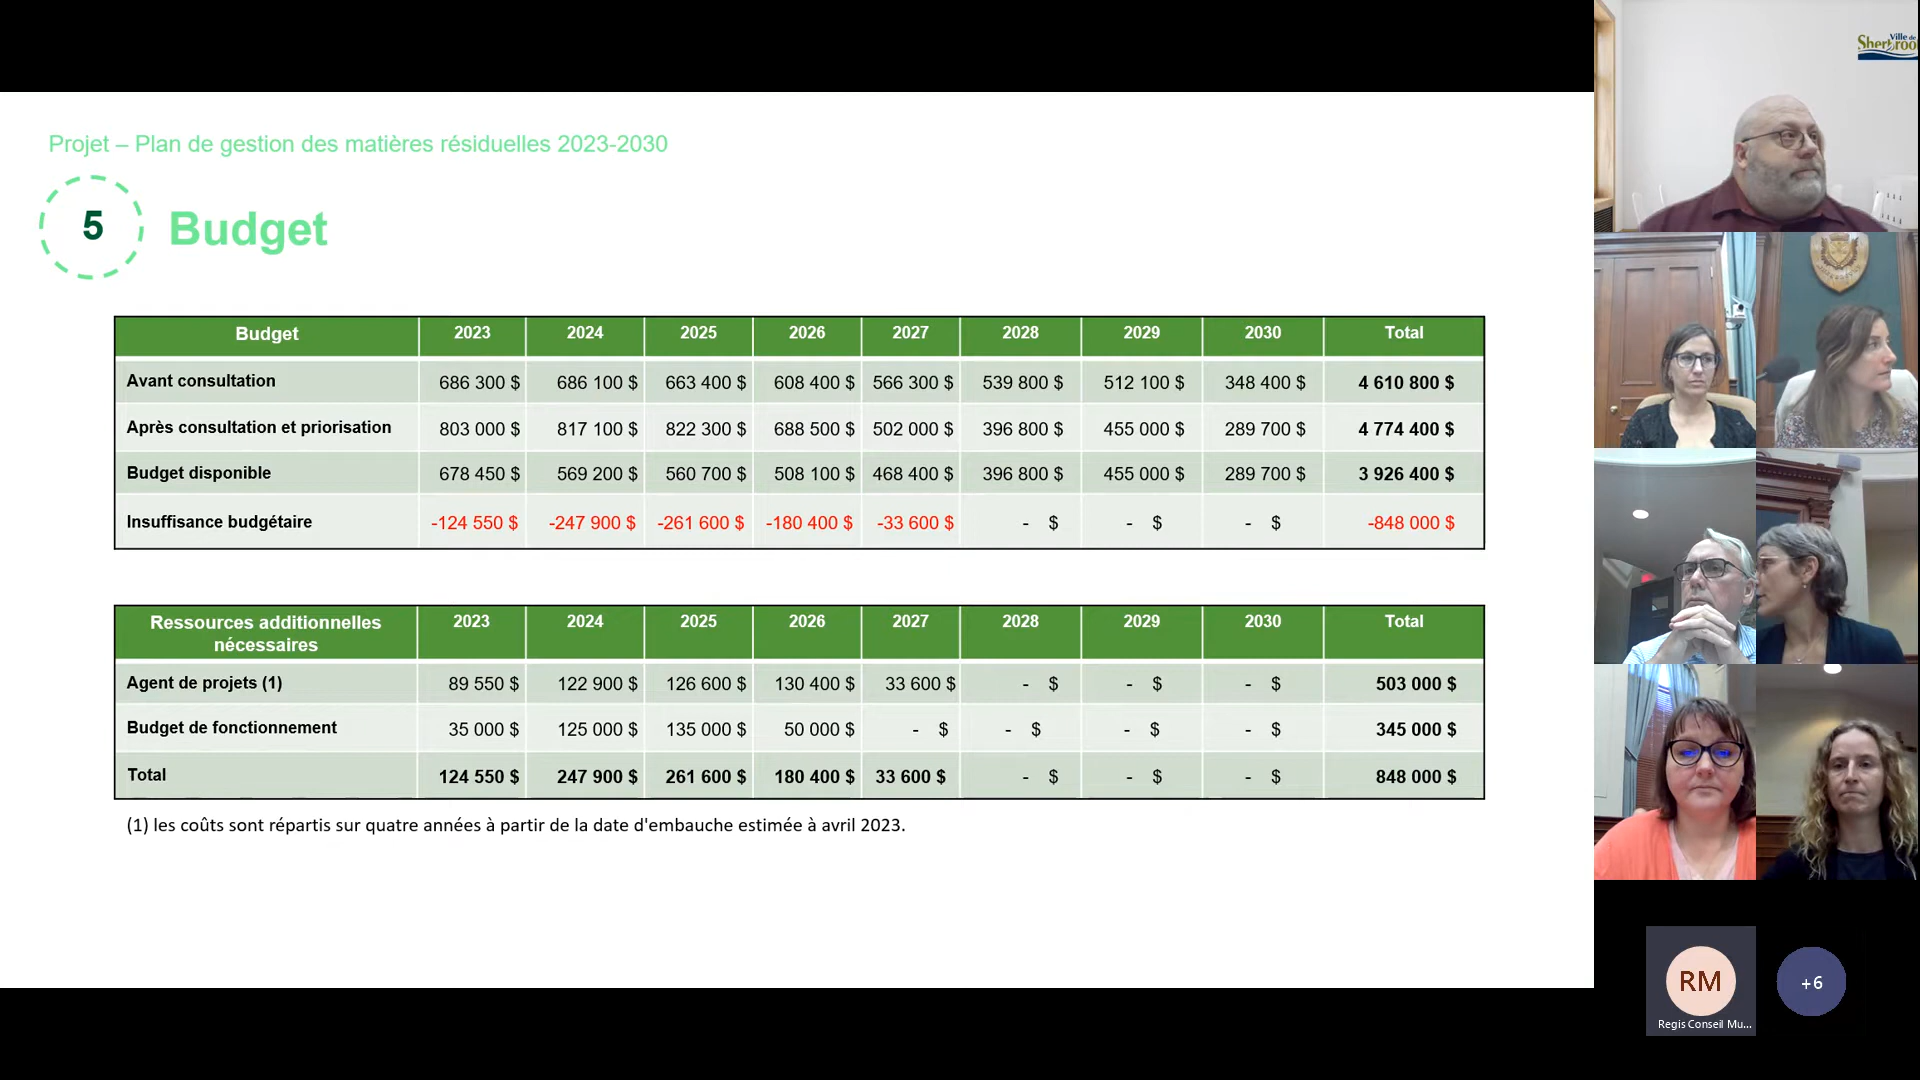 Projet – Plan de gestion des matières résiduelles 2023-2030
5 Budget
Budget 2023 2024 2025 2026 2027 2028 2029 2030 Total
Avant consultation 686 300 $ 686 100 $ 663 400 $ 608 400 $ 566 300 $ 539 800 $ 512 100 $ 348 400 $ 4 610 800 $
Après consultation et priorisation 803 000 $ 817 100 $ 822 300 $ 688 500 $ 502 000 $ 396 800 $ 455 000 $ 289 700 $ 4 774 400 $
Budget disponible 678 450 $ 569 200 $ 560 700 $ 508 100 $ 468 400 $ 396 800 $ 455 000 $ 289 700 $ 3 926 400 $
Insuffisance budgétaire -124 550 $ -247 900 $ -261 600 $ -180 400 $ -33 600 $ - $ - $ - $ -848 000 $
Ressources additionnelles
nécessaires 2023 2024 2025 2026 2027 2028 2029 2030 Total
Agent de projets (1) 89 550 $ 122 900 $ 126 600 $ 130 400 $ 33 600 $ - $ - $ - $ 503 000 $
Budget de fonctionnement 35 000 $ 125 000 $ 135 000 $ 50 000 $ - $ - $ - $ - $ 345 000 $
Total 124 550 $ 247 900 $ 261 600 $ 180 400 $ 33 600 $ - $ - $ - $ 848 000 $
(1) les coûts sont répartis sur quatre années à partir de la date d'embauche estimée à avril 2023.
Ville de
Sherbroo
RM
Regis Conseil Mu...
+6